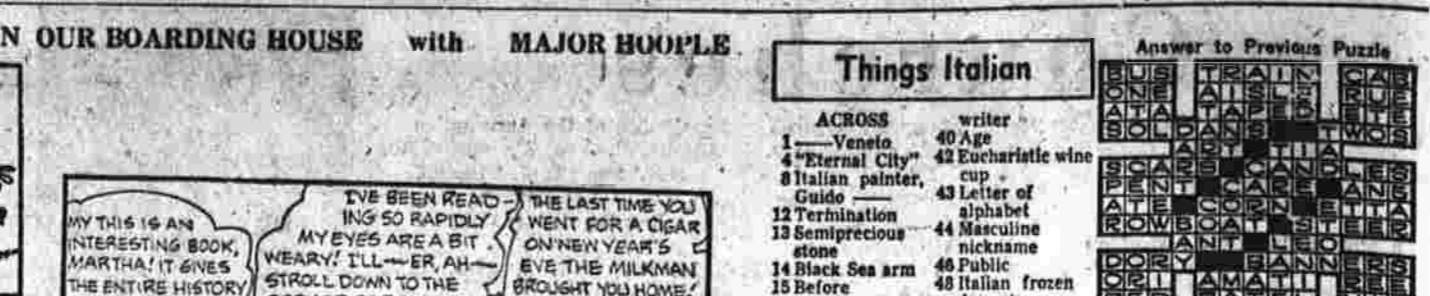 N OUR BOARDING HOUSE with MAJOR HOOPLE
MY THIS IS AN
INTERESTING BOOK,
MARTHA! IT GIVES
THE ENTIRE HISTORY
I'VE BEEN READ-
ING SO RAPIDLY
MY EYES ARE A BIT
WEARY! I'LL — ER, AH —
STROLL DOWN TO THE
THE LAST TIME YOU
WENT FOR A CIGAR
ON NEW YEAR'S
EVE THE MILKMAN
BROUGHT YOU HOME!
Things Italian
ACROSS
1 ——Veneto
4 "Eternal City"
8 Italian painter,
Guido ——
12 Termination
13 Semiprecious
stone
14 Black Sea arm
15 Before
writer
40 Age
42 Eucharistic wine
cup
43 Letter of
alphabet
44 Masculine
nickname
46 Public
48 Italian frozen
Answer to Previous Puzzle
BUS TRAIN CAB
ONE AISLE RUE
ATA TAPED ETE
SOLDANS TWOS
ART TIA
SCARS CANDLES
PENT CARE ANE
ATE CORN ETTA
ROWBOAT STEER
ANT LEO
DORY BANNERS
ORI AMATI REE